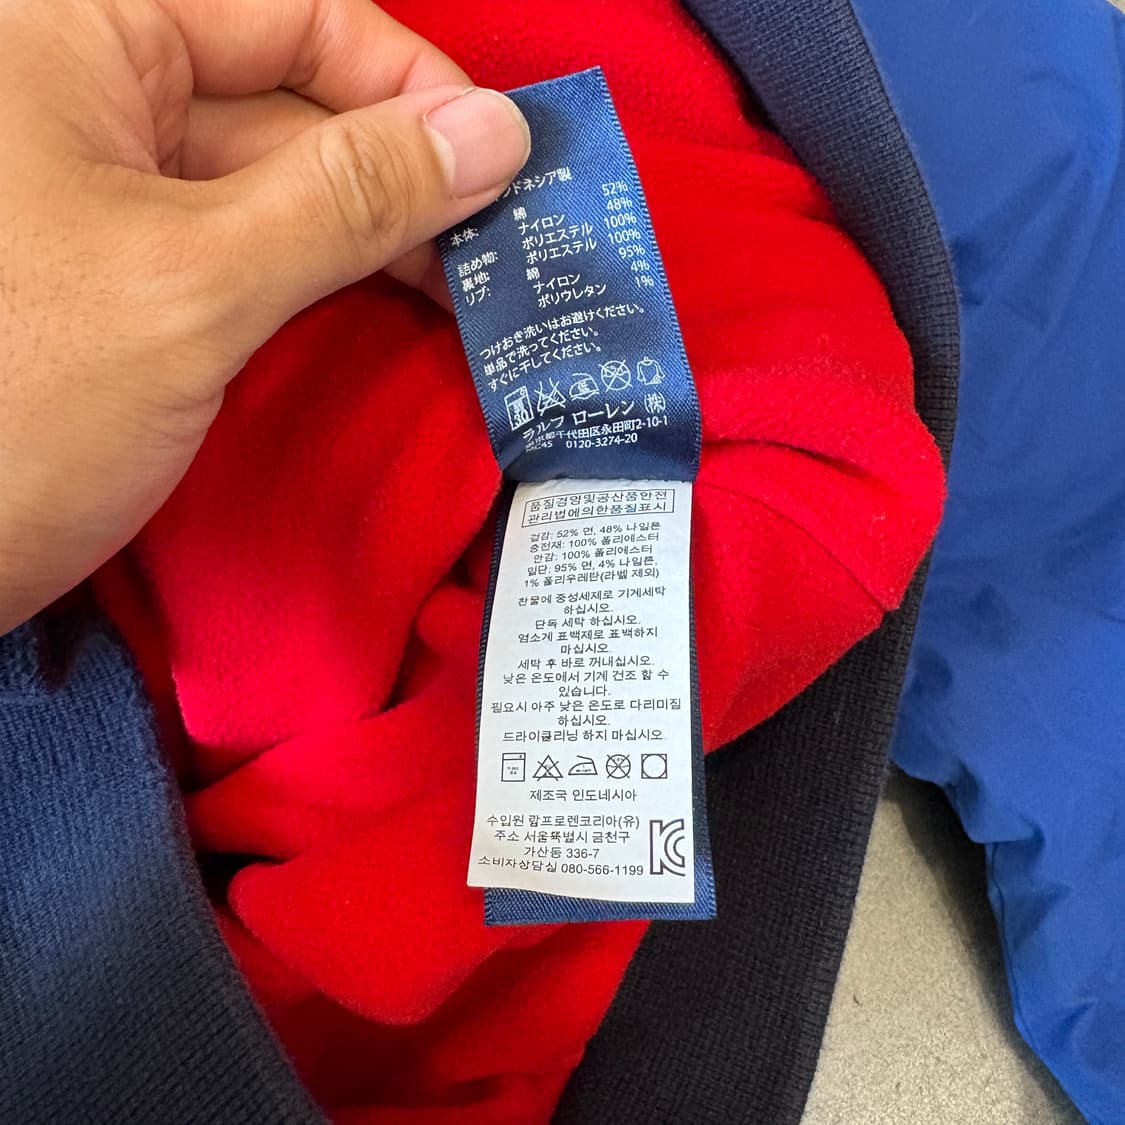 ドネシア製
本体: 綿 52%
ナイロン 48%
詰め物: ポリエステル 100%
裏地: ポリエステル 100%
リブ: 綿 95%
ナイロン 4%
ポリウレタン 1%
つけおき洗いはお避けください。
単品で洗ってください。
すぐに干してください。
30
ラルフ ローレン (株)
東京都千代田区永田町2-10-1
MC45 0120-3274-20
품질경영및공산품안전
관리법에의한품질표시
겉감: 52% 면, 48% 나일론
충전재: 100% 폴리에스터
안감: 100% 폴리에스터
밑단: 95% 면, 4% 나일론,
1% 폴리우레탄(라벨 제외)
찬물에 중성세제로 기계세탁
하십시오.
단독 세탁 하십시오.
염소계 표백제로 표백하지
마십시오.
세탁 후 바로 꺼내십시오.
낮은 온도에서 기계 건조 할 수
있습니다.
필요시 아주 낮은 온도로 다리미질
하십시오.
드라이클리닝 하지 마십시오.
제조국 인도네시아
수입원 랄프로렌코리아(유)
주소 서울특별시 금천구
가산동 336-7
소비자상담실 080-566-1199
KC